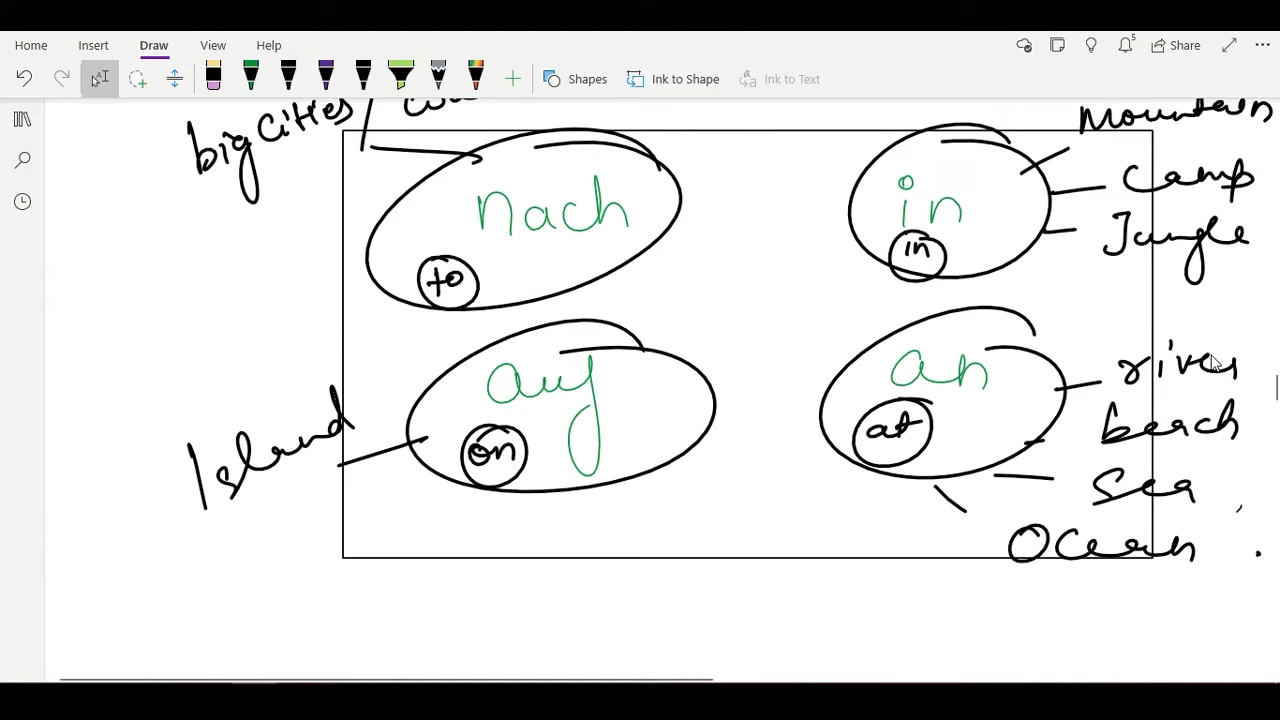 Home Insert Draw View Help
5 Share
Shapes Ink to Shape Ink to Text
big cities /
Mountain
nach
to
in
in
Camp
Jungle
auf
on
Island
an
at
river
beach
Sea
Ocean